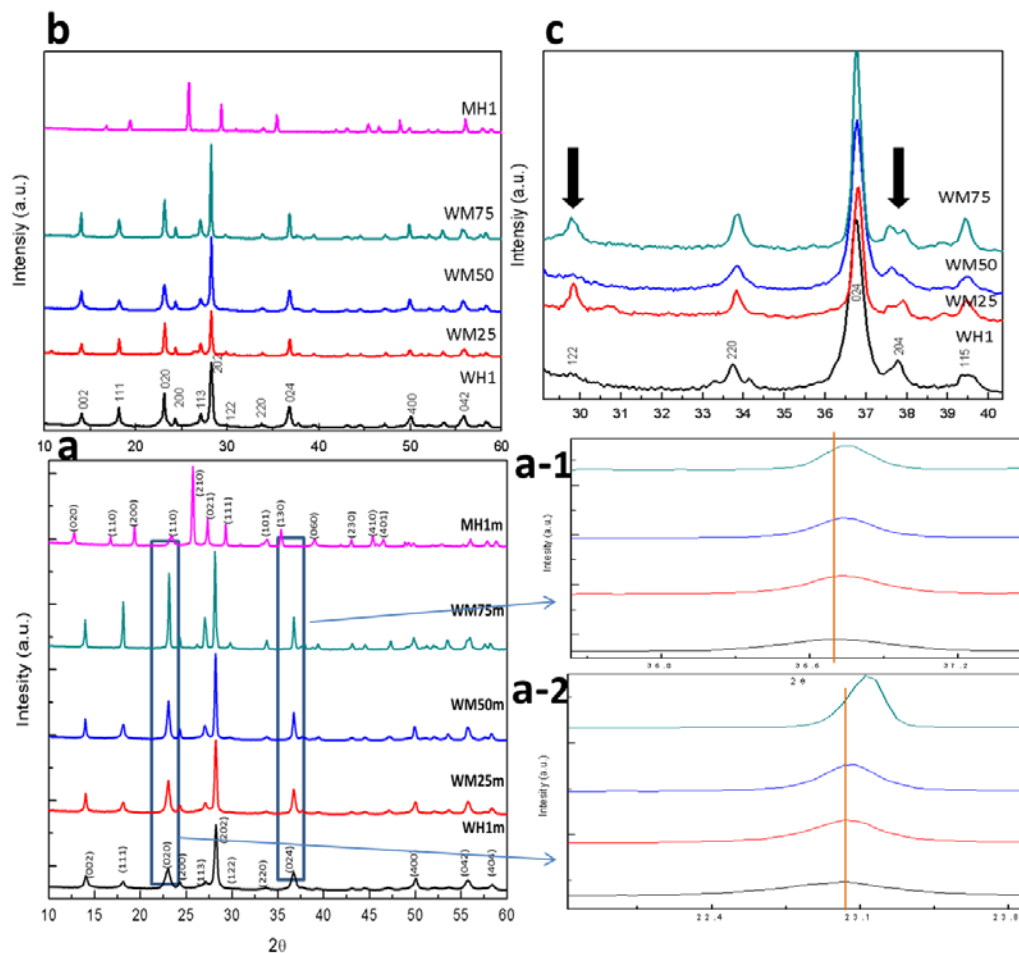 b
Intensiy (a.u.)
MH1
WM75
WM50
WM25
WH1
002
111
020
200
113
202
122
220
024
400
042
10 20 30 40 50 60
c
Intensiy (a.u.)
WM75
WM50
WM25
WH1
122
220
024
204
115
30 31 32 33 34 35 36 37 38 39 40
a
Intesity (a.u.)
(020)
(110)
(200)
(110)
(210)
(021)
(111)
(101)
(130)
(060)
(230)
(410)
(401)
MH1m
WM75m
WM50m
WM25m
WH1m
(002)
(111)
(020)
(200)
(113)
(202)
(122)
(220)
(024)
(400)
(042)
(404)
10 15 20 25 30 35 40 45 50 55 60
2θ
a-1
Intesity (a.u.)
36.6 37.2
2θ
a-2
Intesity (a.u.)
22.4 23.1 23.8